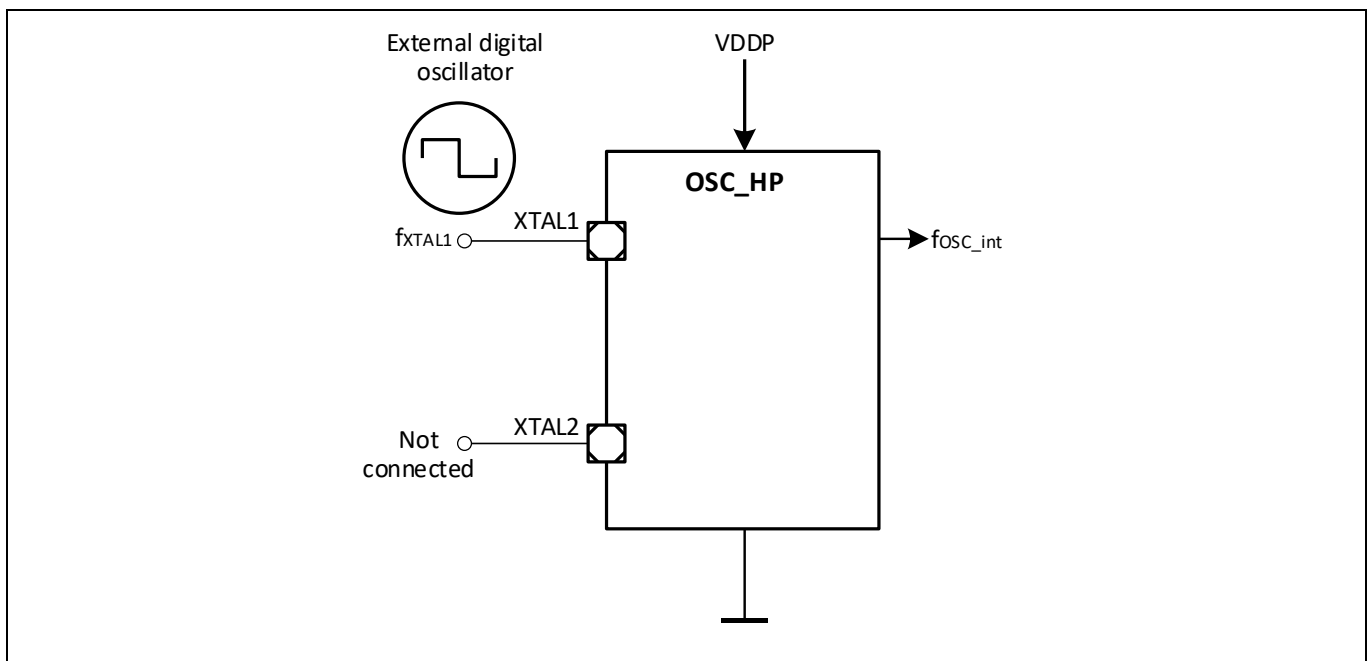 External digital
oscillator
VDDP
OSC_HP
XTAL1
fXTAL1
fOSC_int
XTAL2
Not
connected